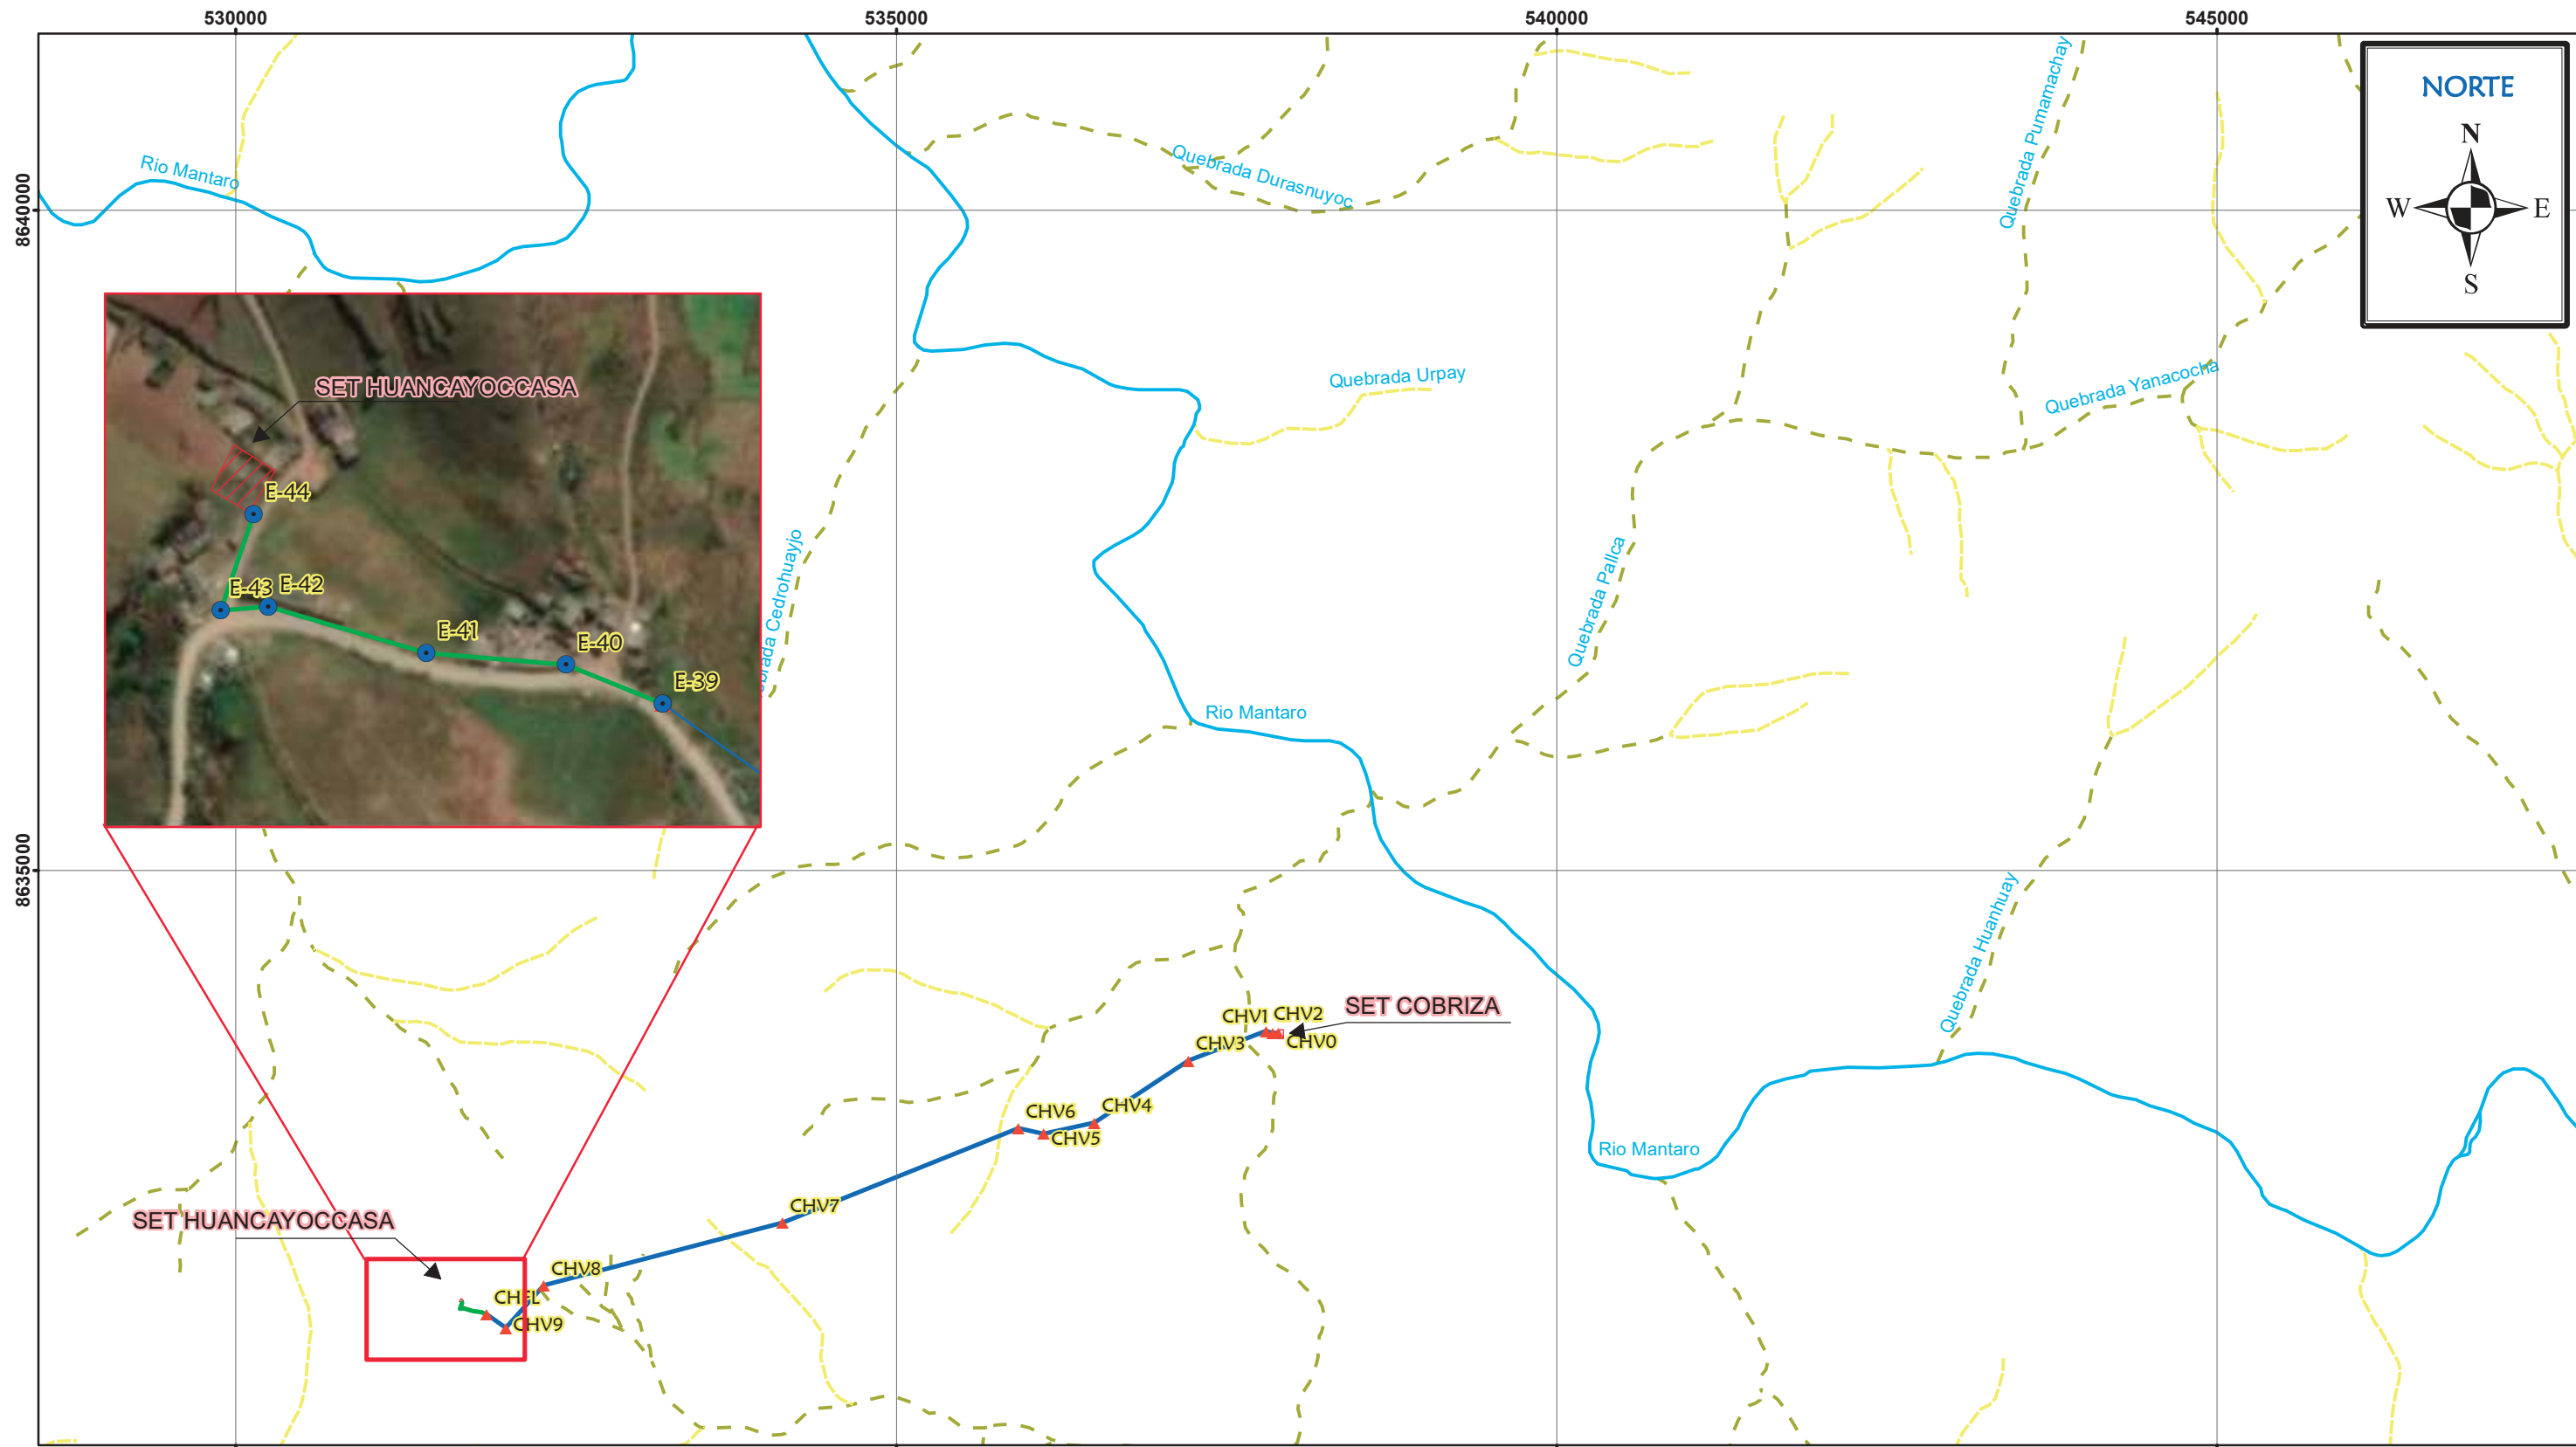 530000
535000
540000
545000
8640000
8635000
NORTE
N
W
E
S
Rio Mantaro
Quebrada Durasnuyoc
Quebrada Pumamachay
Quebrada Urpay
Quebrada Yanacocha
SET HUANCAYOCCASA
E-44
E-43
E-42
E-41
E-40
E-39
Cedrohuayjo
Quebrada Pallca
Rio Mantaro
Quebrada Huanhuay
SET COBRIZA
CHV1
CHV2
CHV0
CHV3
CHV4
CHV6
CHV5
Rio Mantaro
CHV7
SET HUANCAYOCCASA
CHV8
CHFL
CHV9